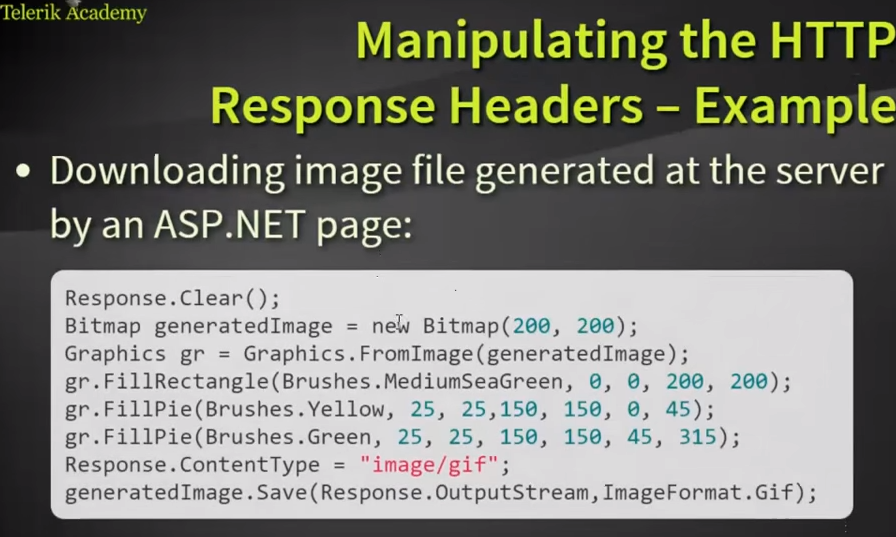 Telerik Academy
Manipulating the HTTP
Response Headers – Example
• Downloading image file generated at the server
by an ASP.NET page:
Response.Clear();
Bitmap generatedImage = new Bitmap(200, 200);
Graphics gr = Graphics.FromImage(generatedImage);
gr.FillRectangle(Brushes.MediumSeaGreen, 0, 0, 200, 200);
gr.FillPie(Brushes.Yellow, 25, 25,150, 150, 0, 45);
gr.FillPie(Brushes.Green, 25, 25, 150, 150, 45, 315);
Response.ContentType = "image/gif";
generatedImage.Save(Response.OutputStream,ImageFormat.Gif);